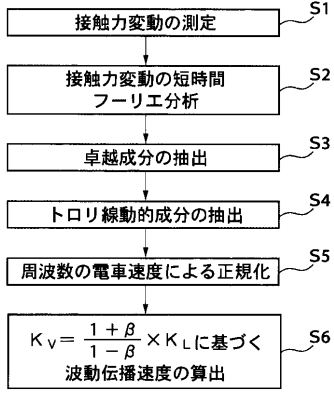 接触力変動の測定
S1
接触力変動の短時間
フーリエ分析
S2
卓越成分の抽出
S3
トロリ線動的成分の抽出
S4
周波数の電車速度による正規化
S5
K_V = (1 + β)/(1 − β) × K_L に基づく
波動伝播速度の算出
S6